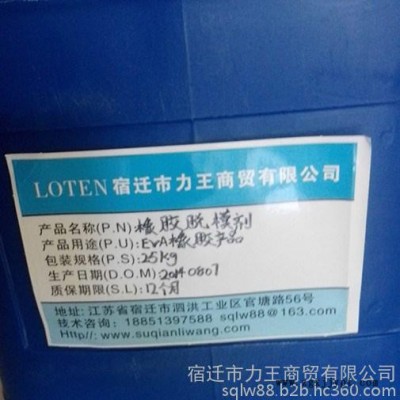 LOTEN 宿迁市力王商贸有限公司
产品名称(P.N) 橡胶脱模剂
产品用途(P.U): EVA橡胶产品
包装规格(P.S): 25kg
生产日期(D.O.M) 20140807
质保期限(S.L): 12个月
地址: 江苏省宿迁市泗洪工业区官塘路56号
技术咨询: 18851397588 sqlw88@163.com
Http//: www.suqianliwang.com
宿迁市力王商贸有限公司
sqlw88.b2b.hc360.com